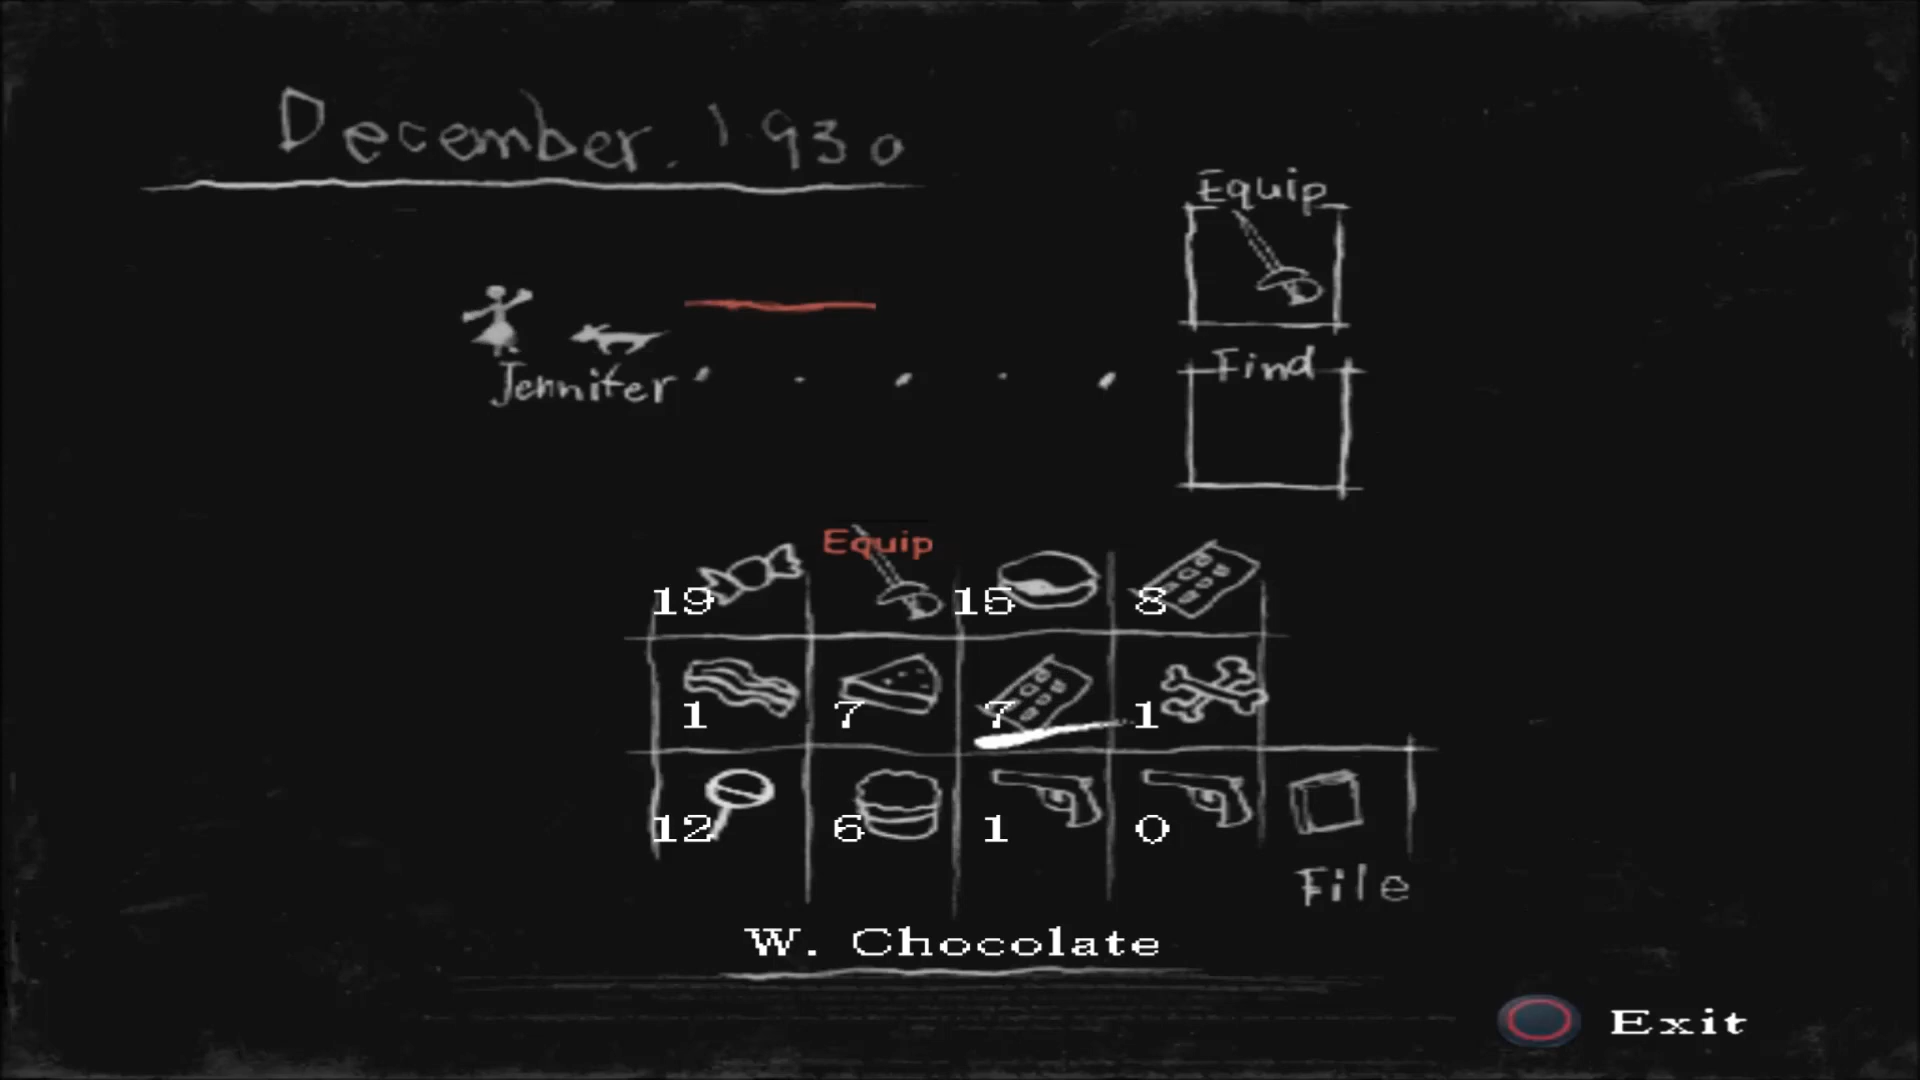 December. 1930
Equip
Jennifer
Find
Equip
19 15 8
1 7 7 1
12 6 1 0
File
W. Chocolate
Exit